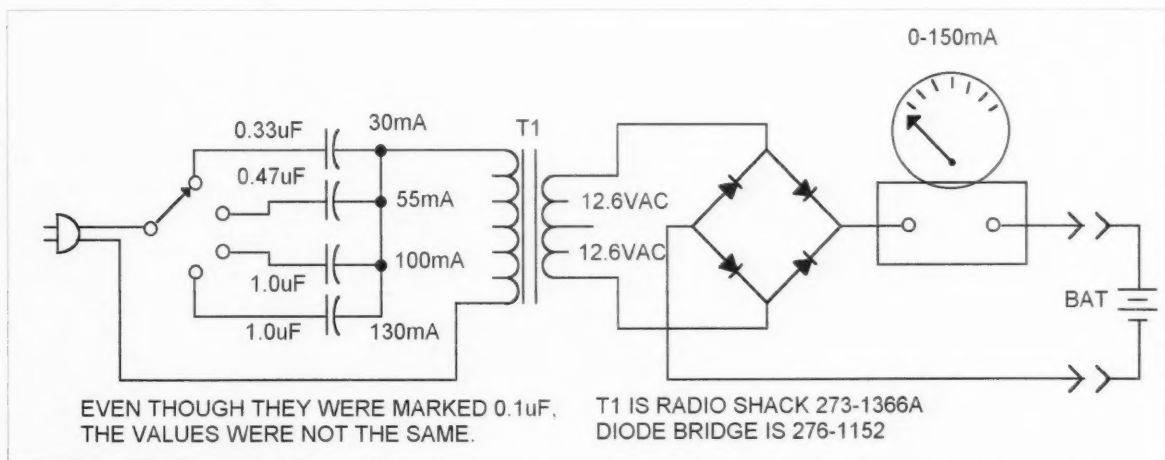 0-150mA
0.33uF
30mA
T1
0.47uF
55mA
12.6VAC
12.6VAC
100mA
1.0uF
BAT
1.0uF
130mA
EVEN THOUGH THEY WERE MARKED 0.1uF,
THE VALUES WERE NOT THE SAME.
T1 IS RADIO SHACK 273-1366A
DIODE BRIDGE IS 276-1152